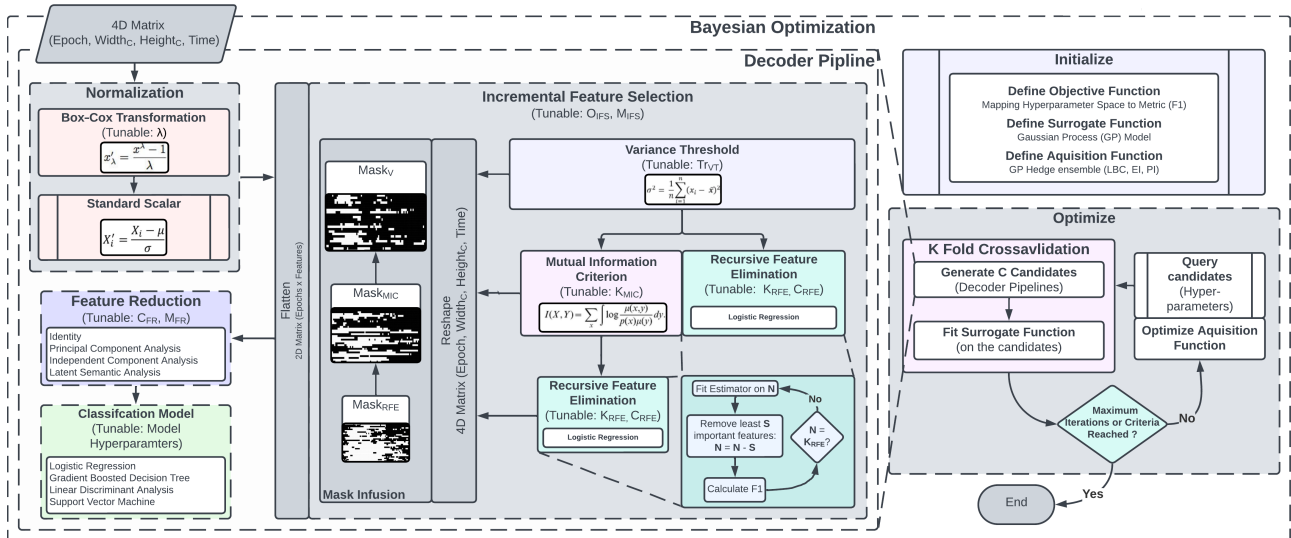 4D Matrix
(Epoch, Width_C, Height_C, Time)
Bayesian Optimization
Decoder Pipline
Normalization
Box-Cox Transformation
(Tunable: λ)
x'_λ = (x^λ − 1) / λ
Standard Scalar
X'_i = (X_i − μ) / σ
Feature Reduction
(Tunable: C_FR, M_FR)
Identity
Principal Component Analysis
Independent Component Analysis
Latent Semantic Analysis
Classifcation Model
(Tunable: Model
Hyperparamters)
Logistic Regression
Gradient Boosted Decision Tree
Linear Discriminant Analysis
Support Vector Machine
Flatten
2D Matrix (Epochs x Features)
Incremental Feature Selection
(Tunable: O_IFS, M_IFS)
Mask_V
Mask_MIC
Mask_RFE
Mask Infusion
Reshape
4D Matrix (Epoch, Width_C, Height_C, Time)
Variance Threshold
(Tunable: Tr_VT)
σ² = 1/n ∑_{i=1}^{n} (x_i − x̄)²
Mutual Information
Criterion
(Tunable: K_MIC)
I(X,Y) = ∑_x ∫ log μ(x,y) / p(x)μ(y) dy.
Recursive Feature
Elimination
(Tunable: K_RFE, C_RFE)
Logistic Regression
Recursive Feature
Elimination
(Tunable: K_RFE, C_RFE)
Logistic Regression
Fit Estimator on N
Remove least S
important features:
N = N - S
Calculate F1
N =
K_RFE?
No
Initialize
Define Objective Function
Mapping Hyperparameter Space to Metric (F1)
Define Surrogate Function
Gaussian Process (GP) Model
Define Aquisition Function
GP Hedge ensemble (LBC, EI, PI)
Optimize
K Fold Crossavlidation
Generate C Candidates
(Decoder Pipelines)
Fit Surrogate Function
(on the candidates)
Query
candidates
(Hyper-
parameters)
Optimize Aquisition
Function
Maximum
Iterations or Criteria
Reached ?
No
Yes
End